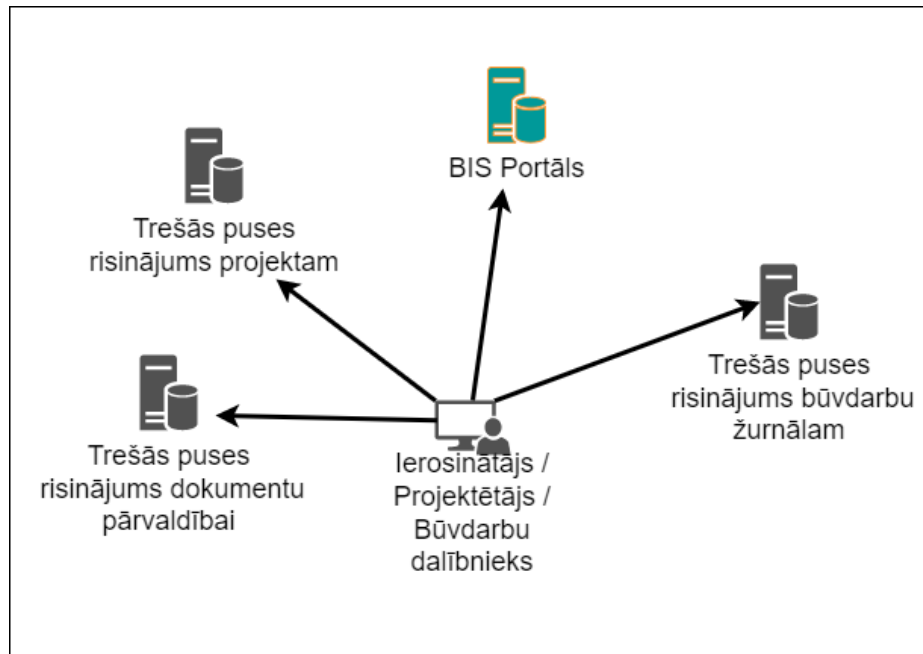 BIS Portāls
Trešās puses
risinājums projektam
Trešās puses
risinājums būvdarbu
žurnālam
Trešās puses
risinājums dokumentu
pārvaldībai
Ierosinātājs /
Projektētājs /
Būvdarbu
dalībnieks